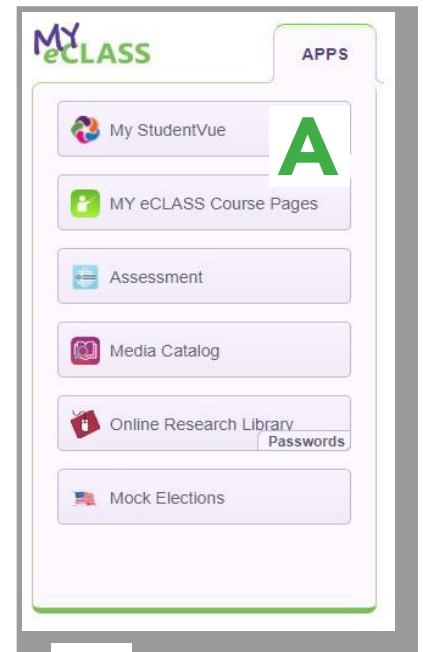 MY
eCLASS
APPS
My StudentVue
A
MY eCLASS Course Pages
Assessment
Media Catalog
Online Research Library
Passwords
Mock Elections